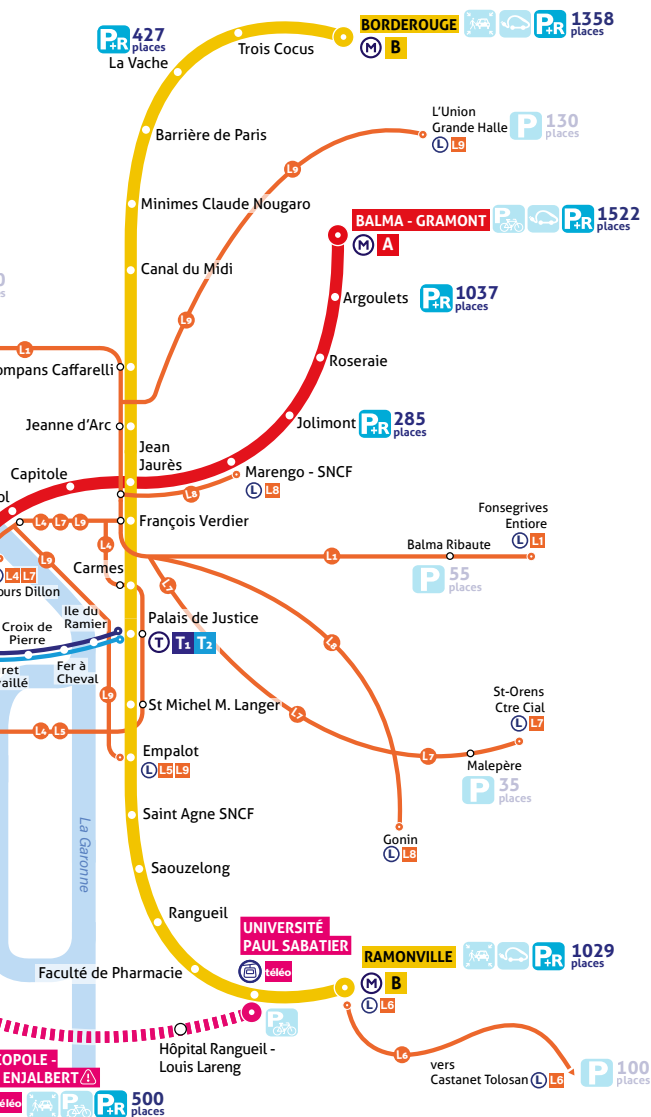 BORDEROUGE
P+R 1358
places
M B
P+R 427
places
La Vache
Trois Cocus
L'Union
Grande Halle
P 130
places
L L9
Barrière de Paris
L9
Minimes Claude Nougaro
BALMA - GRAMONT
P+R 1522
places
M A
Canal du Midi
Argoulets
P+R 1037
places
L9
L1
Roseraie
ompans Caffarelli
Jeanne d'Arc
Jolimont
P+R 285
places
Jean
Jaurès
Capitole
Marengo - SNCF
L L8
L8
ol
L4 L7 L9
François Verdier
Fonsegrives
Entiore
L L1
L4
L1
Balma Ribaute
P 55
places
L9
Carmes
L4 L7
ours Dillon
L7
Ile du
Ramier
Palais de Justice
T T1 T2
Croix de
Pierre
L8
ret
aillé
Fer à
Cheval
L9
St Michel M. Langer
L7
St-Orens
Ctre Cial
L L7
L4 L5
Empalot
L L5 L9
L7
Malepère
P 35
places
Saint Agne SNCF
La Garonne
Gonin
L L8
Saouzelong
Rangueil
UNIVERSITÉ
PAUL SABATIER
téléo
RAMONVILLE
P+R 1029
places
M B
L L6
Faculté de Pharmacie
P
Hôpital Rangueil -
Louis Lareng
L6
vers
Castanet Tolosan L L6
P 100
places
OPOLE -
ENJALBERT
téléo
P+R 500
places